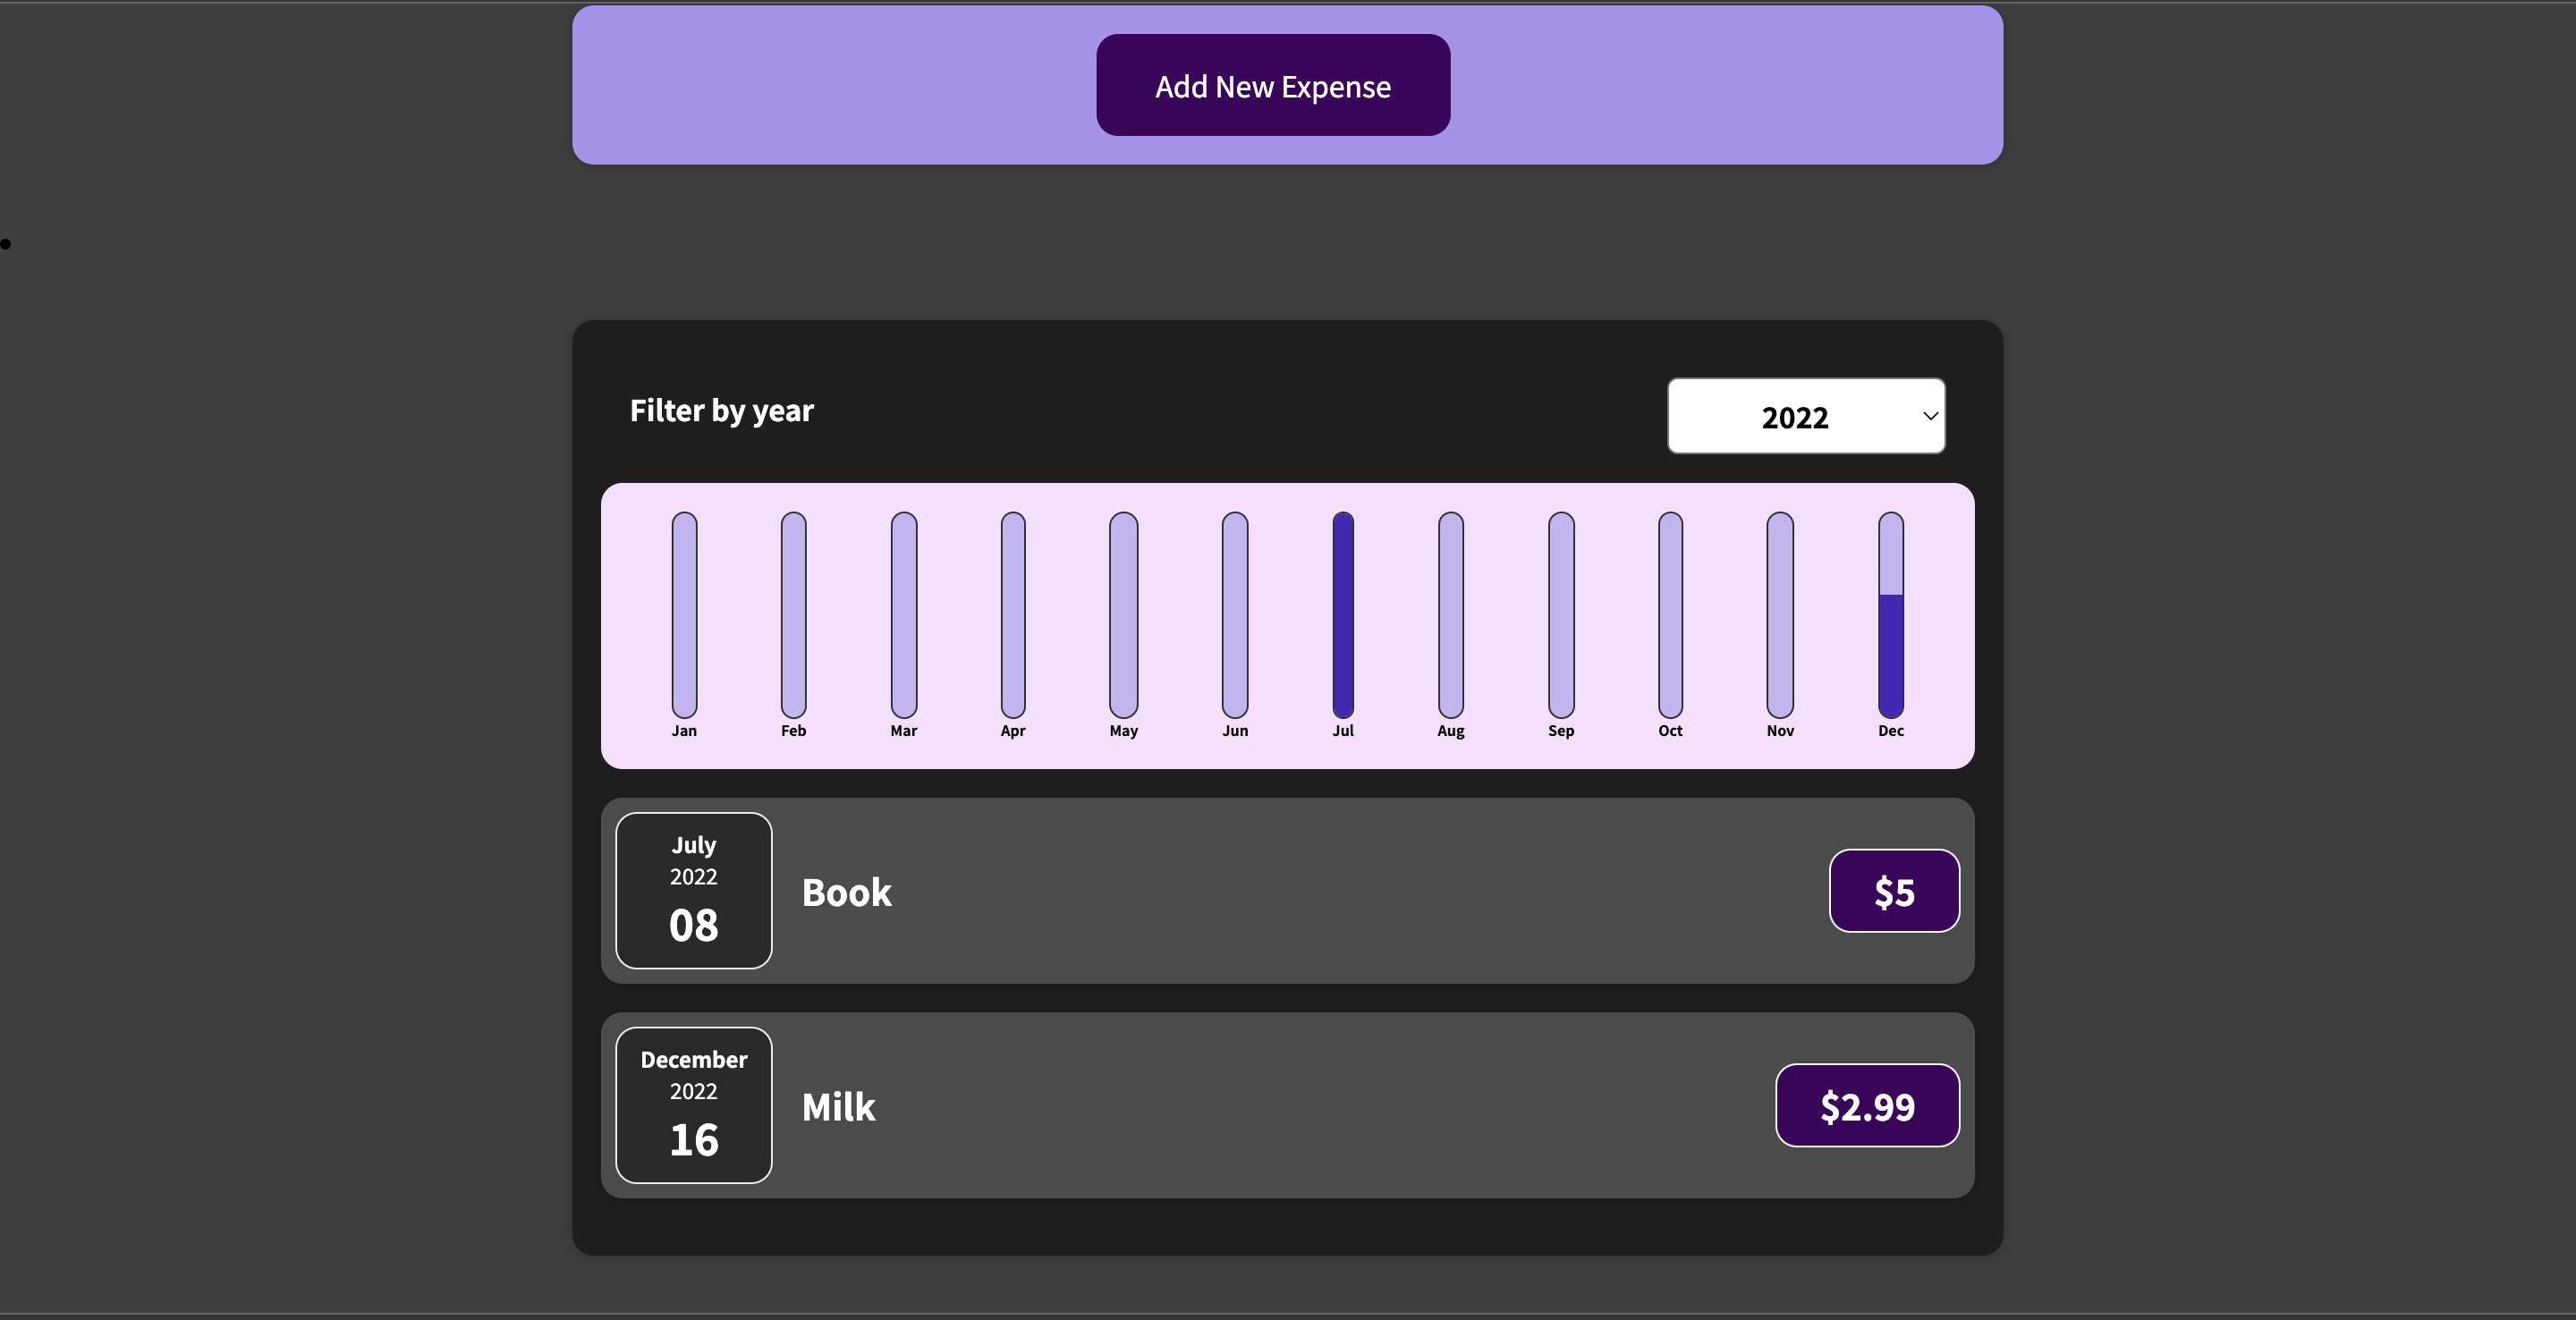 Add New Expense
Filter by year
2022
Jan Feb Mar Apr May Jun Jul Aug Sep Oct Nov Dec
July
2022
08
Book
$5
December
2022
16
Milk
$2.99